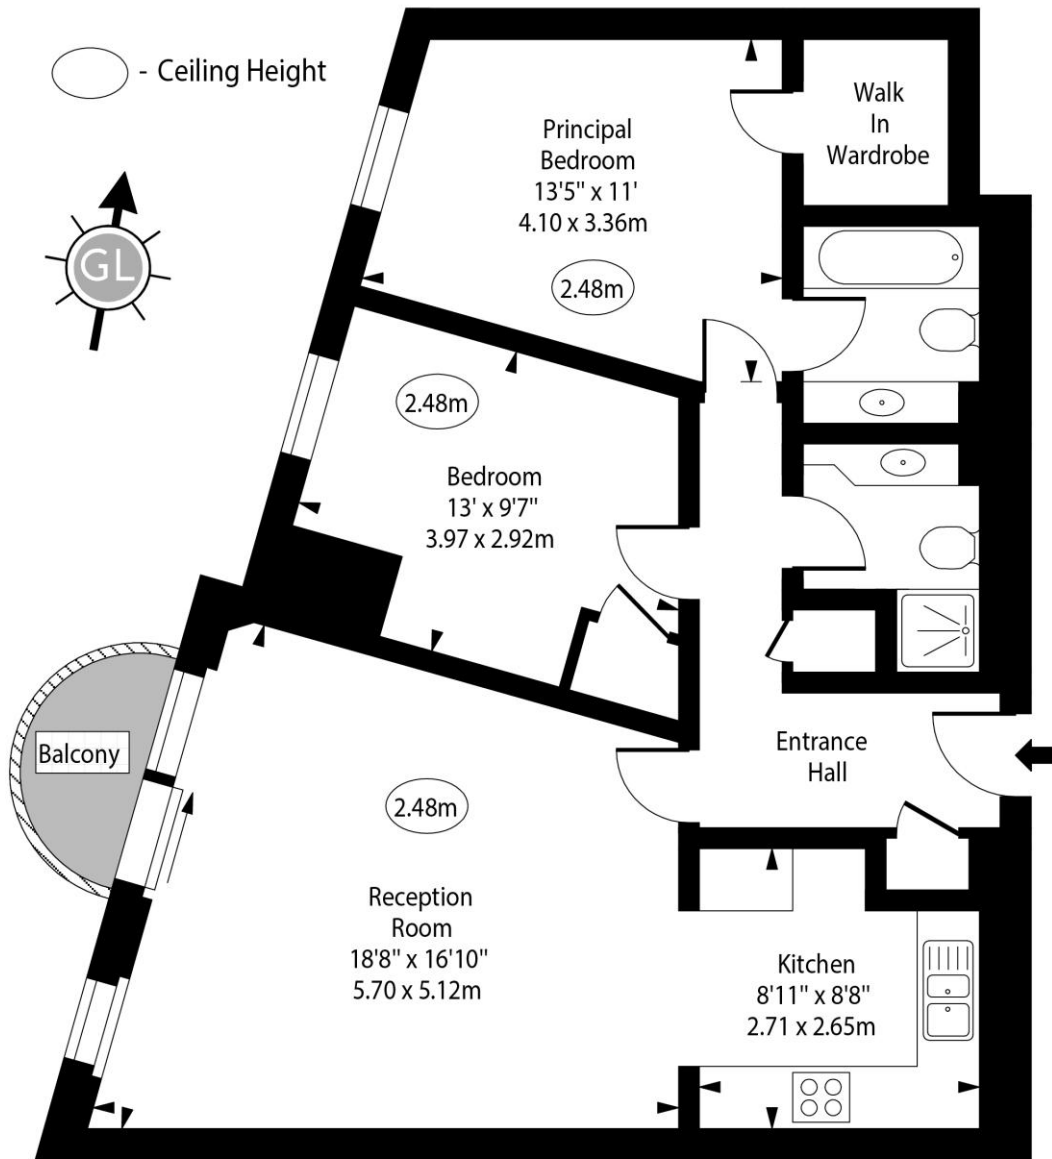 - Ceiling Height
GL
Principal
Bedroom
13'5" x 11'
4.10 x 3.36m
2.48m
Walk
In
Wardrobe
2.48m
Bedroom
13' x 9'7"
3.97 x 2.92m
Balcony
Entrance
Hall
2.48m
Reception
Room
18'8" x 16'10"
5.70 x 5.12m
Kitchen
8'11" x 8'8"
2.71 x 2.65m